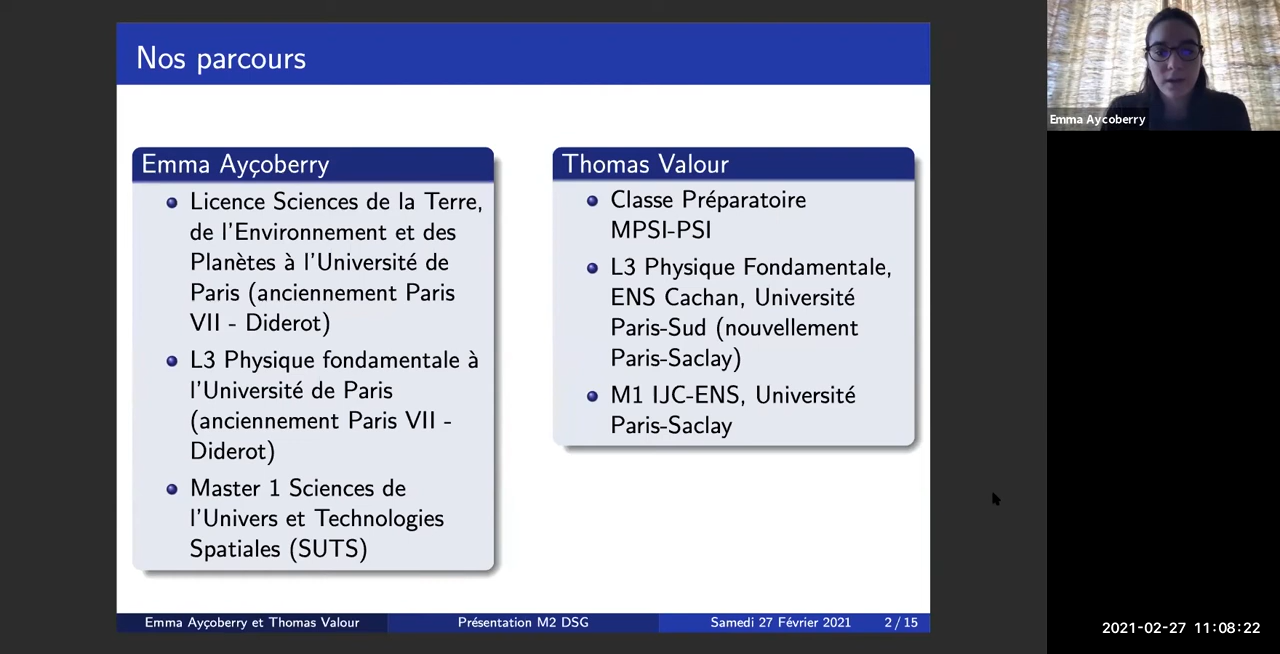 Nos parcours
Emma Ayçoberry
Licence Sciences de la Terre,
de l'Environnement et des
Planètes à l'Université de
Paris (anciennement Paris
VII - Diderot)
L3 Physique fondamentale à
l'Université de Paris
(anciennement Paris VII -
Diderot)
Master 1 Sciences de
l'Univers et Technologies
Spatiales (SUTS)
Thomas Valour
Classe Préparatoire
MPSI-PSI
L3 Physique Fondamentale,
ENS Cachan, Université
Paris-Sud (nouvellement
Paris-Saclay)
M1 IJC-ENS, Université
Paris-Saclay
Emma Ayçoberry et Thomas Valour
Présentation M2 DSG
Samedi 27 Février 2021
2 / 15
Emma Aycoberry
2021-02-27 11:08:22